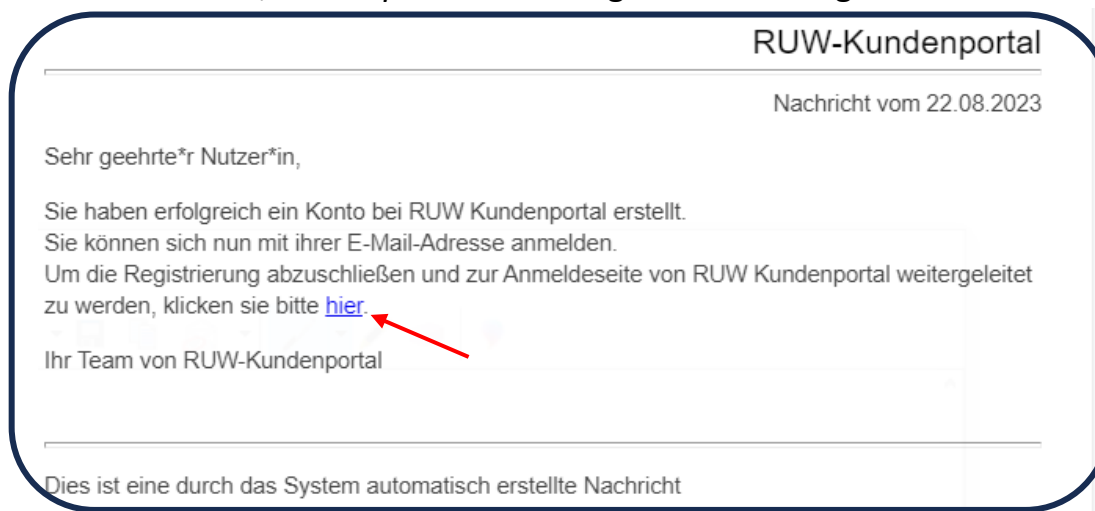 RUW-Kundenportal
Nachricht vom 22.08.2023
Sehr geehrte*r Nutzer*in,
Sie haben erfolgreich ein Konto bei RUW Kundenportal erstellt.
Sie können sich nun mit ihrer E-Mail-Adresse anmelden.
Um die Registrierung abzuschließen und zur Anmeldeseite von RUW Kundenportal weitergeleitet
zu werden, klicken sie bitte hier.
Ihr Team von RUW-Kundenportal
Dies ist eine durch das System automatisch erstellte Nachricht